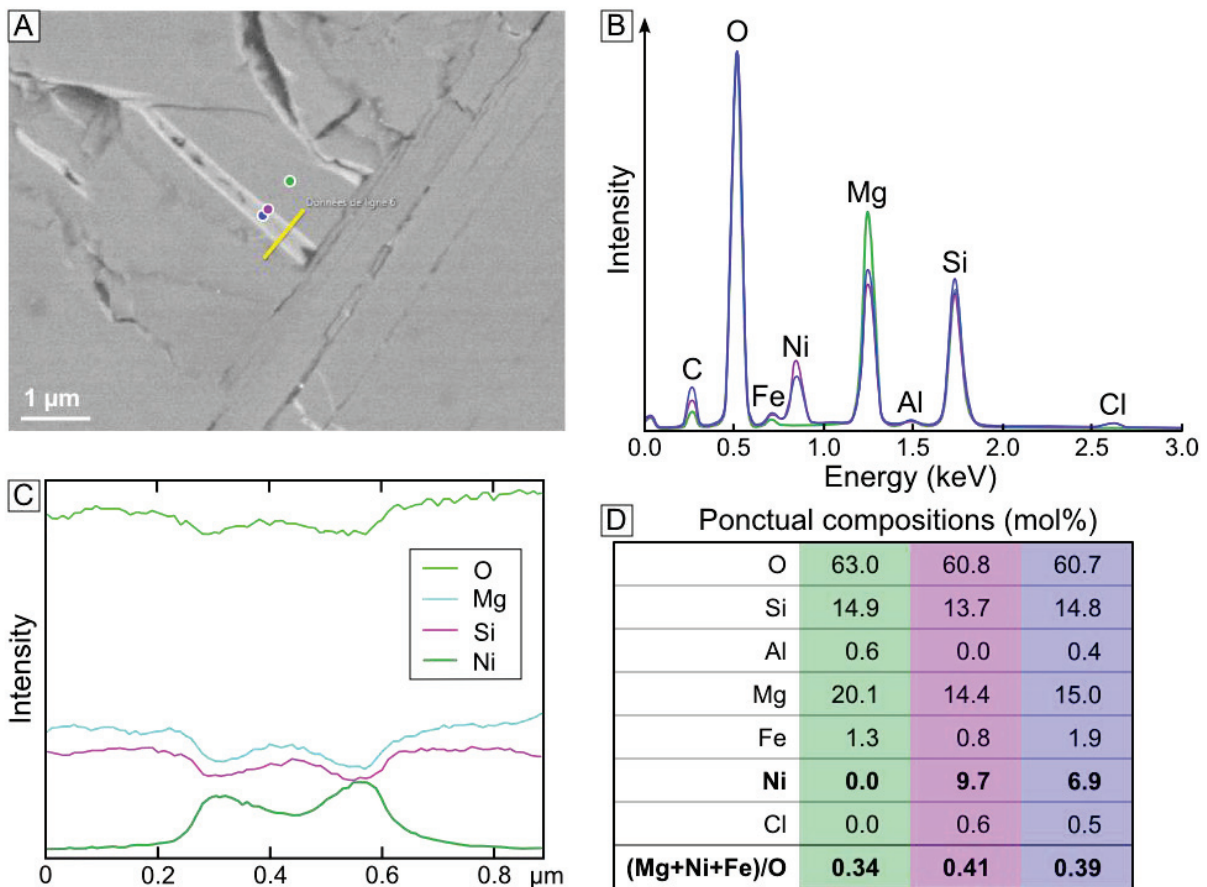 A
Données de ligne 6
1 µm
B
Intensity
O
Mg
Si
Ni
C
Fe
Al
Cl
0.0 0.5 1.0 1.5 2.0 2.5 3.0
Energy (keV)
C
Intensity
O
Mg
Si
Ni
0 0.2 0.4 0.6 0.8 µm
D Ponctual compositions (mol%)
O 63.0 60.8 60.7
Si 14.9 13.7 14.8
Al 0.6 0.0 0.4
Mg 20.1 14.4 15.0
Fe 1.3 0.8 1.9
Ni 0.0 9.7 6.9
Cl 0.0 0.6 0.5
(Mg+Ni+Fe)/O 0.34 0.41 0.39